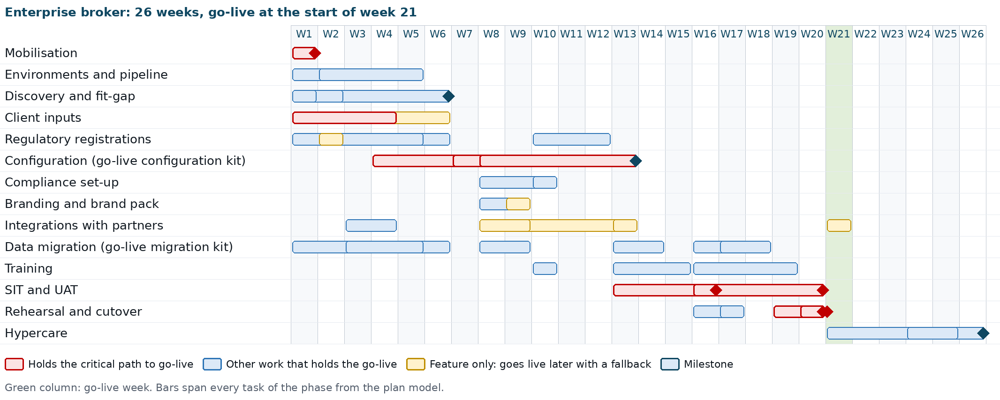 Enterprise broker: 26 weeks, go-live at the start of week 21
W1 W2 W3 W4 W5 W6 W7 W8 W9 W10 W11 W12 W13 W14 W15 W16 W17 W18 W19 W20 W21 W22 W23 W24 W25 W26
Mobilisation
Environments and pipeline
Discovery and fit-gap
Client inputs
Regulatory registrations
Configuration (go-live configuration kit)
Compliance set-up
Branding and brand pack
Integrations with partners
Data migration (go-live migration kit)
Training
SIT and UAT
Rehearsal and cutover
Hypercare
Holds the critical path to go-live Other work that holds the go-live Feature only: goes live later with a fallback Milestone
Green column: go-live week. Bars span every task of the phase from the plan model.